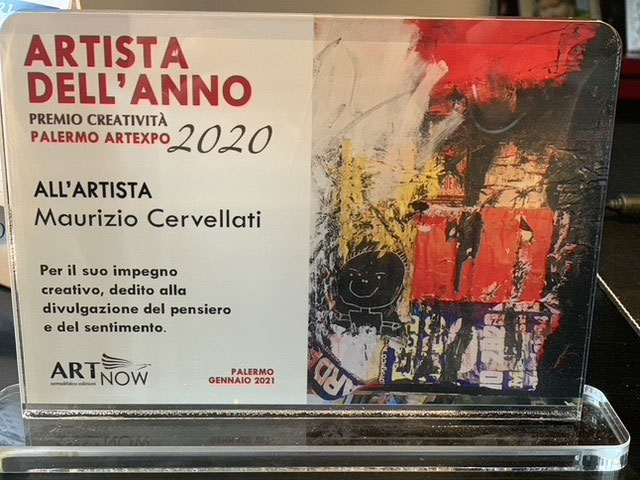 ARTISTA
DELL'ANNO
PREMIO CREATIVITÀ
PALERMO ARTEXPO 2020
ALL'ARTISTA
Maurizio Cervellati
Per il suo impegno
creativo, dedito alla
divulgazione del pensiero
e del sentimento.
ART NOW
PALERMO
GENNAIO 2021